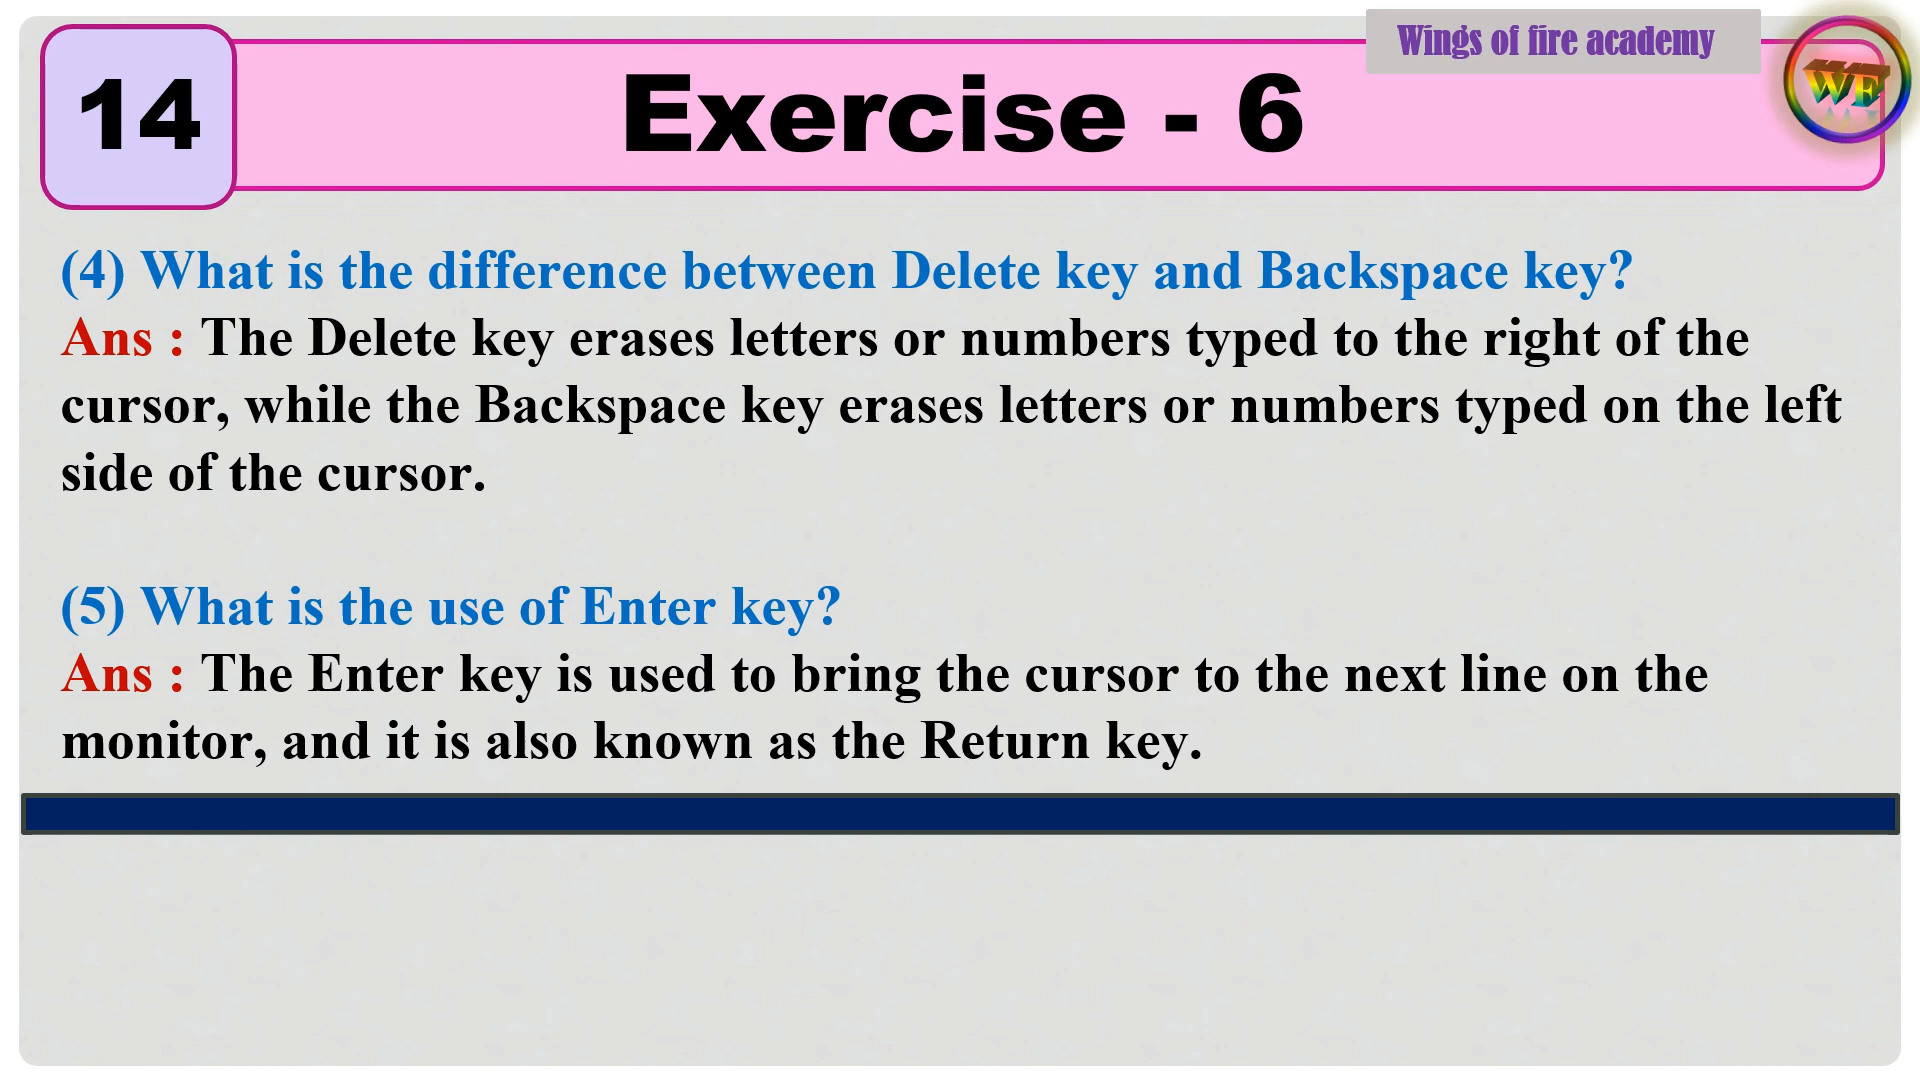 Wings of fire academy
WE
14
Exercise - 6
(4) What is the difference between Delete key and Backspace key?
Ans : The Delete key erases letters or numbers typed to the right of the
cursor, while the Backspace key erases letters or numbers typed on the left
side of the cursor.
(5) What is the use of Enter key?
Ans : The Enter key is used to bring the cursor to the next line on the
monitor, and it is also known as the Return key.